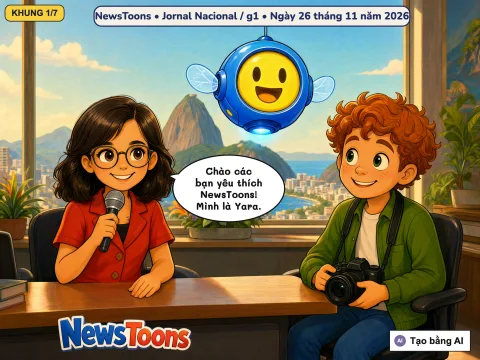 KHUNG 1/7
NewsToons • Jornal Nacional / g1 • Ngày 26 tháng 11 năm 2026
Chào các
bạn yêu thích
NewsToons!
Mình là Yara.
NewsToons
AI Tạo bằng AI